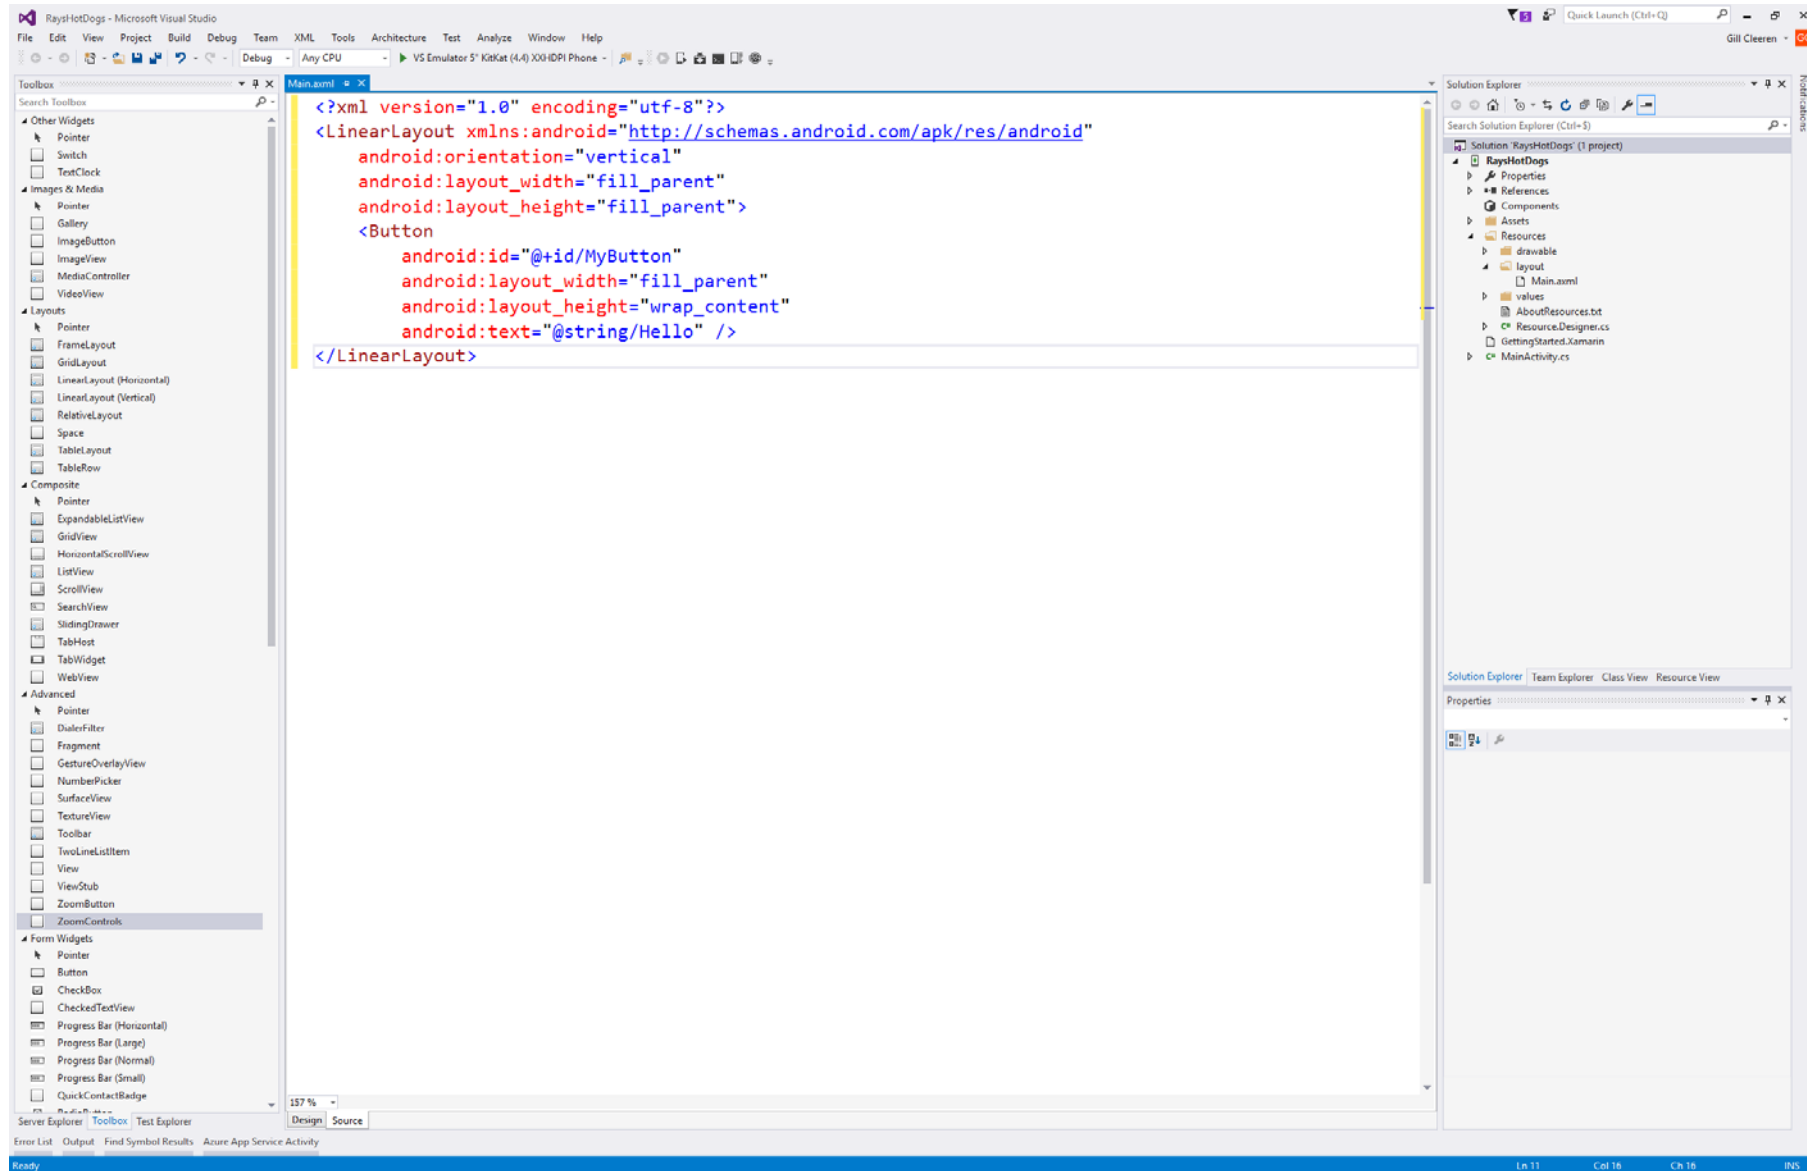 RaysHotDogs - Microsoft Visual Studio
Quick Launch (Ctrl+Q)
File Edit View Project Build Debug Team XML Tools Architecture Test Analyze Window Help
Gill Cleeren
Debug Any CPU VS Emulator 5" KitKat (4.4) XXHDPI Phone
Toolbox
Search Toolbox
Other Widgets
Pointer
Switch
TextClock
Images & Media
Pointer
Gallery
ImageButton
ImageView
MediaController
VideoView
Layouts
Pointer
FrameLayout
GridLayout
LinearLayout (Horizontal)
LinearLayout (Vertical)
RelativeLayout
Space
TableLayout
TableRow
Composite
Pointer
ExpandableListView
GridView
HorizontalScrollView
ListView
ScrollView
SearchView
SlidingDrawer
TabHost
TabWidget
WebView
Advanced
Pointer
DialerFilter
Fragment
GestureOverlayView
NumberPicker
SurfaceView
TextureView
Toolbar
TwoLineListItem
View
ViewStub
ZoomButton
ZoomControls
Form Widgets
Pointer
Button
CheckBox
CheckedTextView
Progress Bar (Horizontal)
Progress Bar (Large)
Progress Bar (Normal)
Progress Bar (Small)
QuickContactBadge
Server Explorer Toolbox Test Explorer
Main.axml
<?xml version="1.0" encoding="utf-8"?>
<LinearLayout xmlns:android="http://schemas.android.com/apk/res/android"
android:orientation="vertical"
android:layout_width="fill_parent"
android:layout_height="fill_parent">
<Button
android:id="@+id/MyButton"
android:layout_width="fill_parent"
android:layout_height="wrap_content"
android:text="@string/Hello" />
</LinearLayout>
157 %
Design Source
Solution Explorer
Search Solution Explorer (Ctrl+$)
Solution 'RaysHotDogs' (1 project)
RaysHotDogs
Properties
References
Components
Assets
Resources
drawable
layout
Main.axml
values
AboutResources.txt
Resource.Designer.cs
GettingStarted.Xamarin
MainActivity.cs
Solution Explorer Team Explorer Class View Resource View
Properties
Notifications
Error List Output Find Symbol Results Azure App Service Activity
Ready Ln 11 Col 16 Ch 16 INS